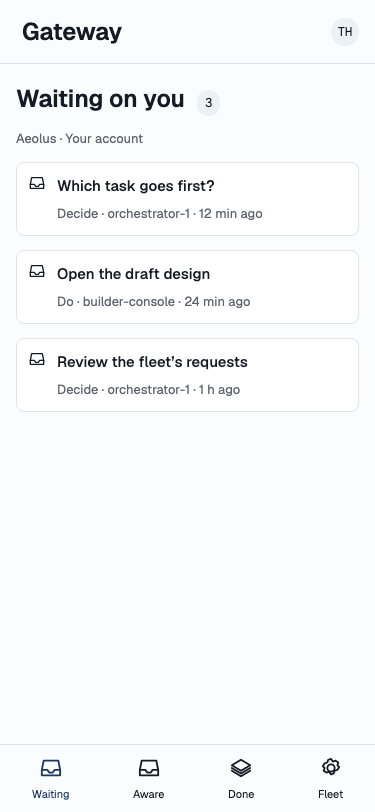 Gateway
TH
Waiting on you 3
Aeolus · Your account
Which task goes first?
Decide · orchestrator-1 · 12 min ago
Open the draft design
Do · builder-console · 24 min ago
Review the fleet’s requests
Decide · orchestrator-1 · 1 h ago
Waiting Aware Done Fleet